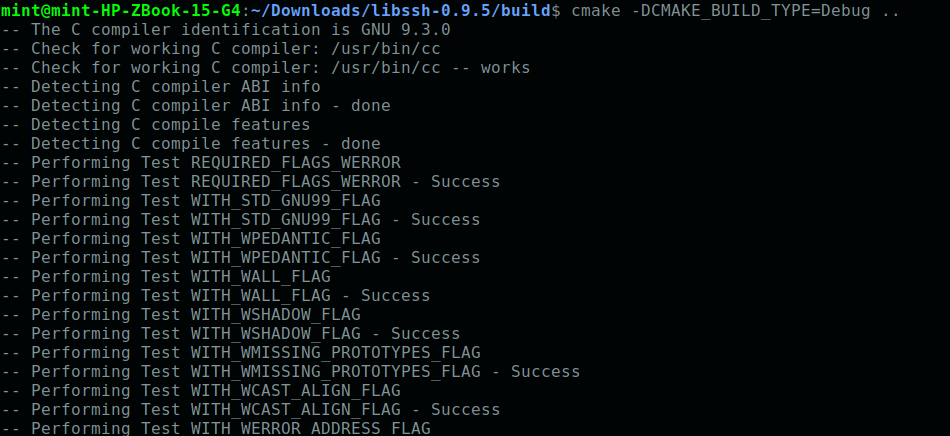 mint@mint-HP-ZBook-15-G4:~/Downloads/libssh-0.9.5/build$ cmake -DCMAKE_BUILD_TYPE=Debug ..
-- The C compiler identification is GNU 9.3.0
-- Check for working C compiler: /usr/bin/cc
-- Check for working C compiler: /usr/bin/cc -- works
-- Detecting C compiler ABI info
-- Detecting C compiler ABI info - done
-- Detecting C compile features
-- Detecting C compile features - done
-- Performing Test REQUIRED_FLAGS_WERROR
-- Performing Test REQUIRED_FLAGS_WERROR - Success
-- Performing Test WITH_STD_GNU99_FLAG
-- Performing Test WITH_STD_GNU99_FLAG - Success
-- Performing Test WITH_WPEDANTIC_FLAG
-- Performing Test WITH_WPEDANTIC_FLAG - Success
-- Performing Test WITH_WALL_FLAG
-- Performing Test WITH_WALL_FLAG - Success
-- Performing Test WITH_WSHADOW_FLAG
-- Performing Test WITH_WSHADOW_FLAG - Success
-- Performing Test WITH_WMISSING_PROTOTYPES_FLAG
-- Performing Test WITH_WMISSING_PROTOTYPES_FLAG - Success
-- Performing Test WITH_WCAST_ALIGN_FLAG
-- Performing Test WITH_WCAST_ALIGN_FLAG - Success
-- Performing Test WITH_WERROR_ADDRESS_FLAG